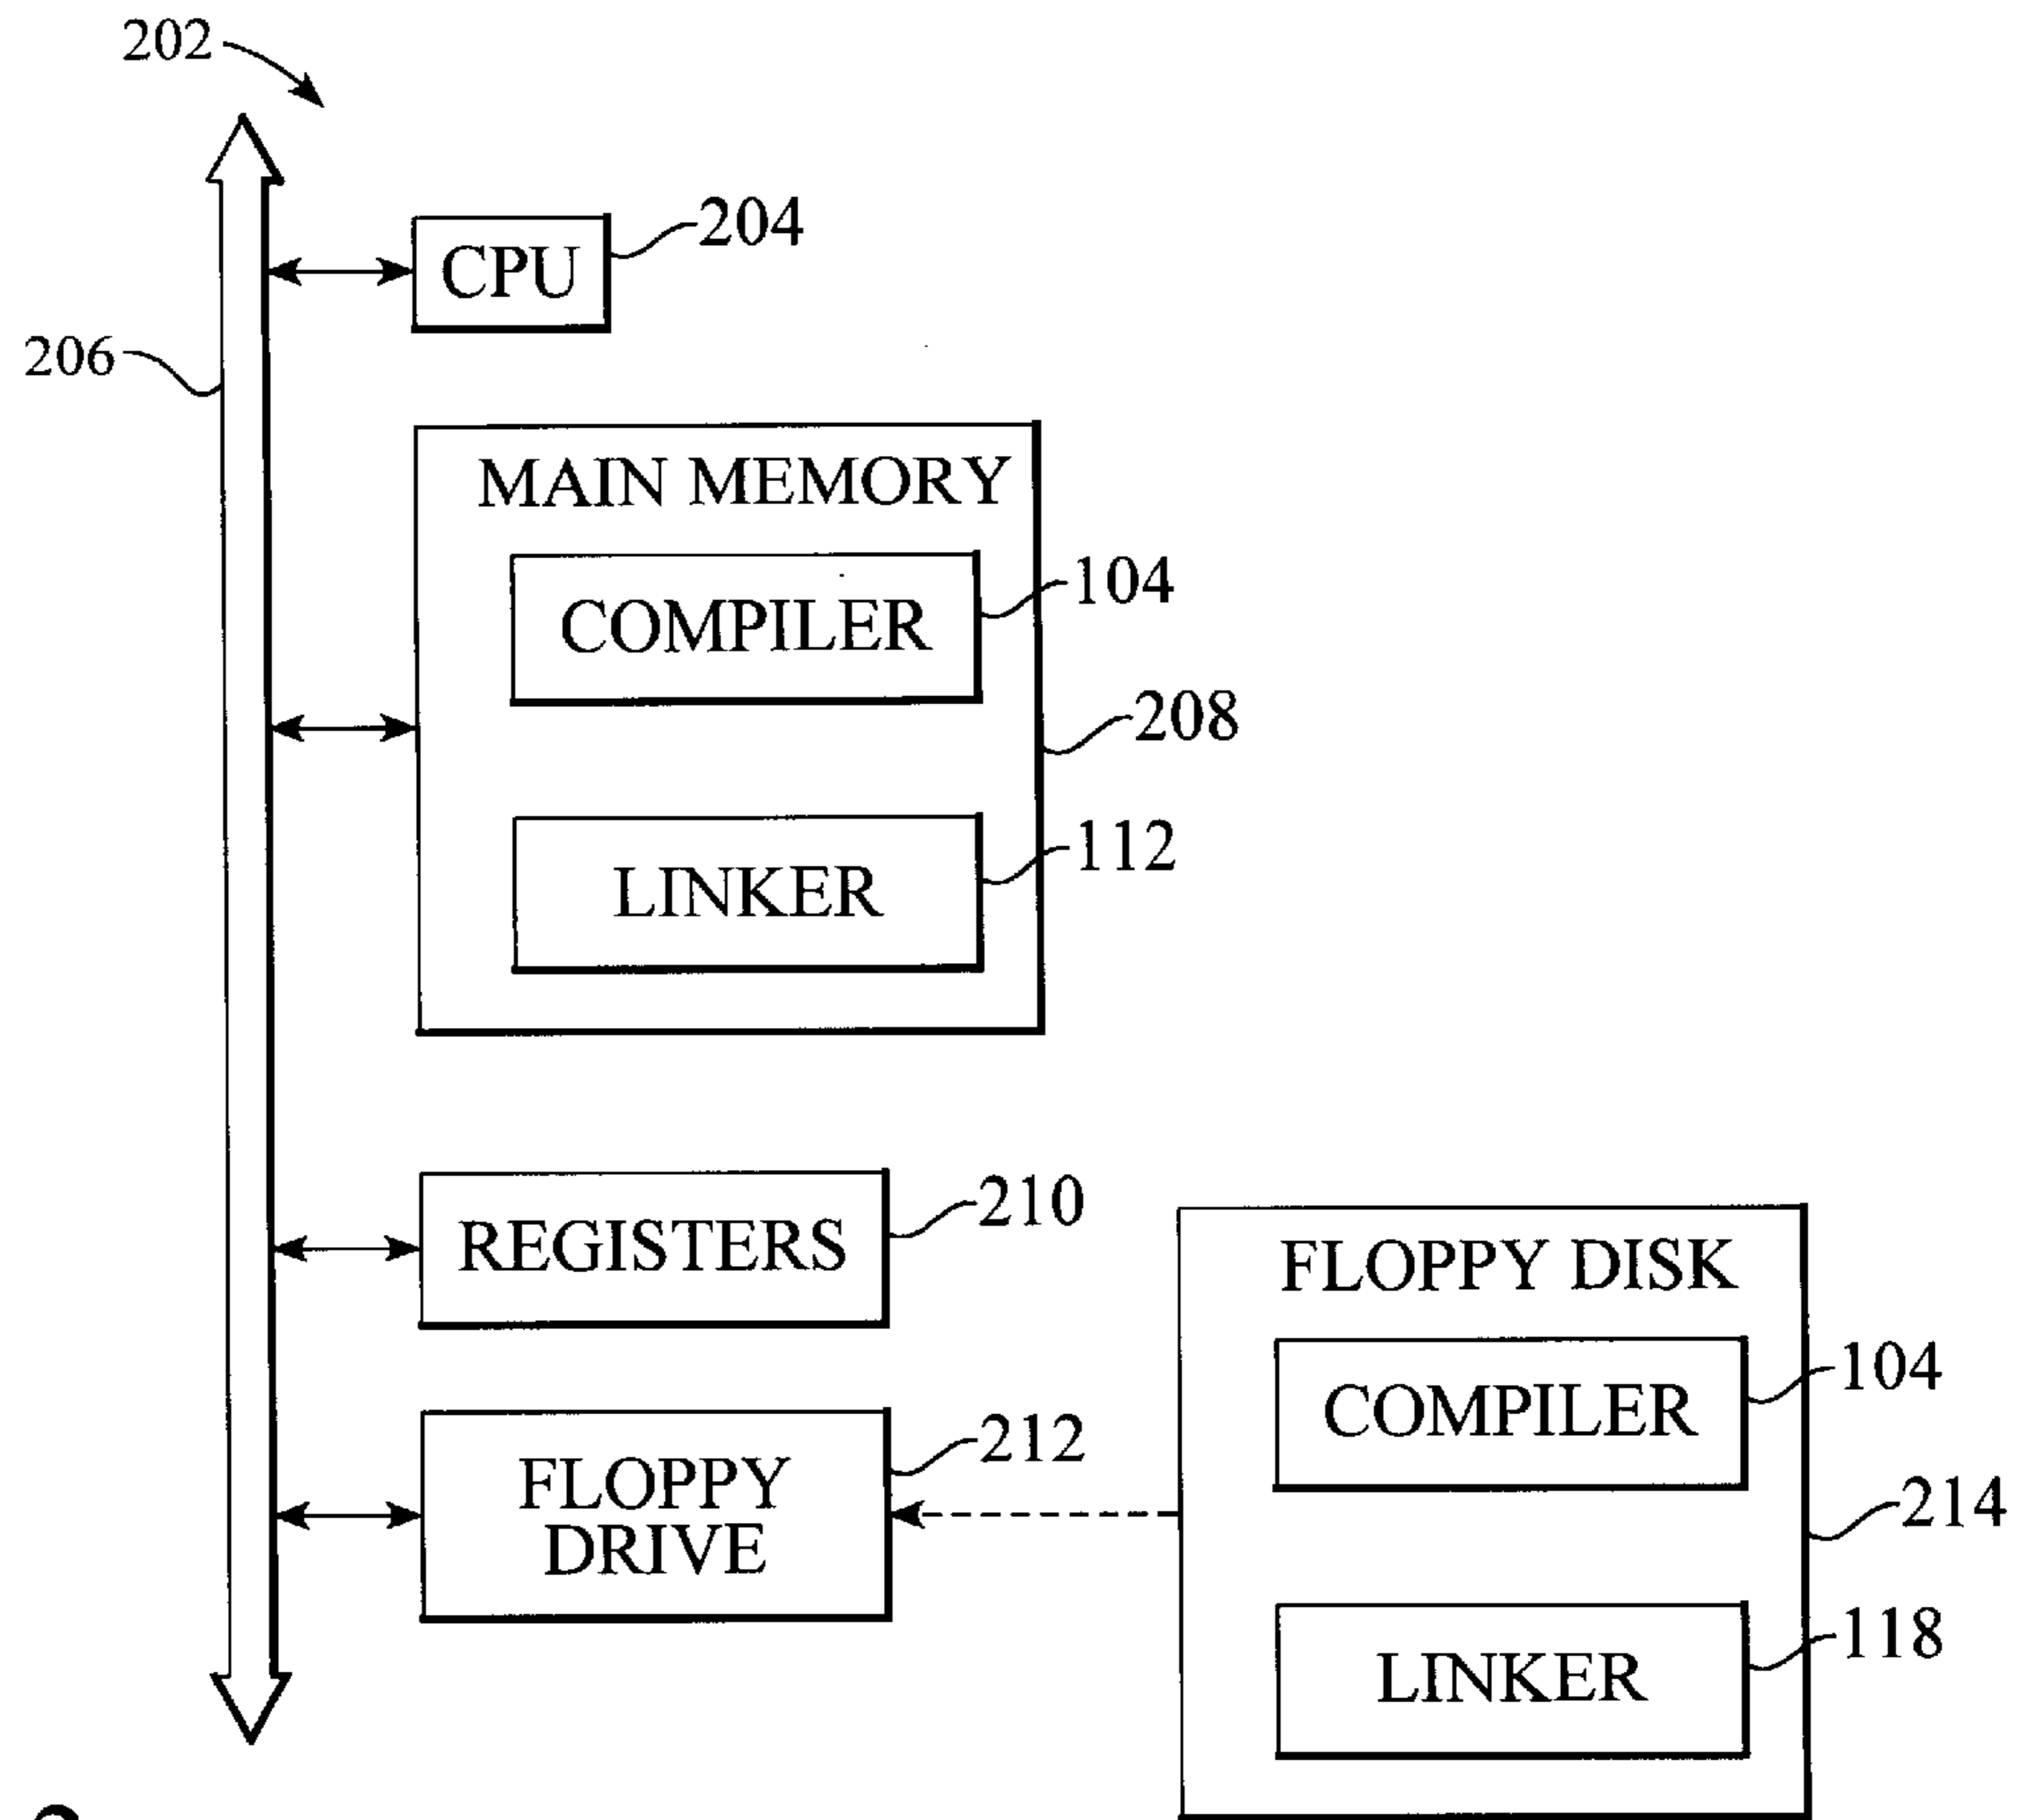 202
CPU
204
206
MAIN MEMORY
COMPILER
104
208
LINKER
112
REGISTERS
210
FLOPPY
DRIVE
212
FLOPPY DISK
COMPILER
104
214
LINKER
118